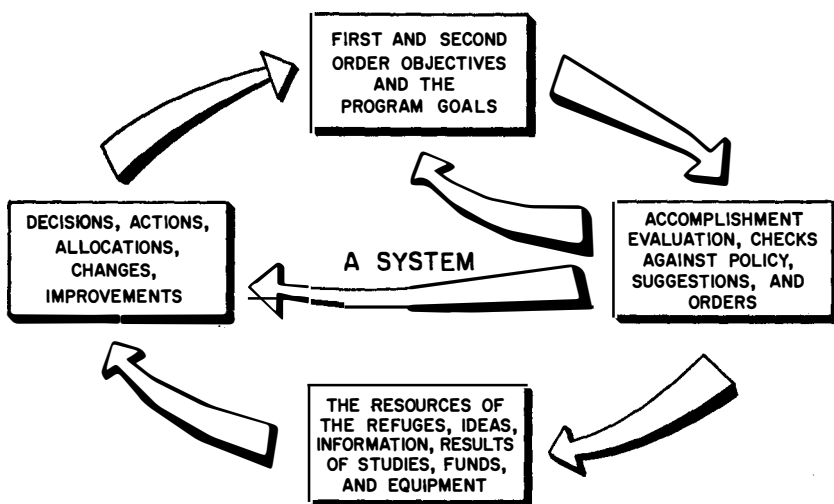 FIRST AND SECOND
ORDER OBJECTIVES
AND THE
PROGRAM GOALS
DECISIONS, ACTIONS,
ALLOCATIONS,
CHANGES,
IMPROVEMENTS
A SYSTEM
ACCOMPLISHMENT
EVALUATION, CHECKS
AGAINST POLICY,
SUGGESTIONS, AND
ORDERS
THE RESOURCES OF
THE REFUGES, IDEAS,
INFORMATION, RESULTS
OF STUDIES, FUNDS,
AND EQUIPMENT